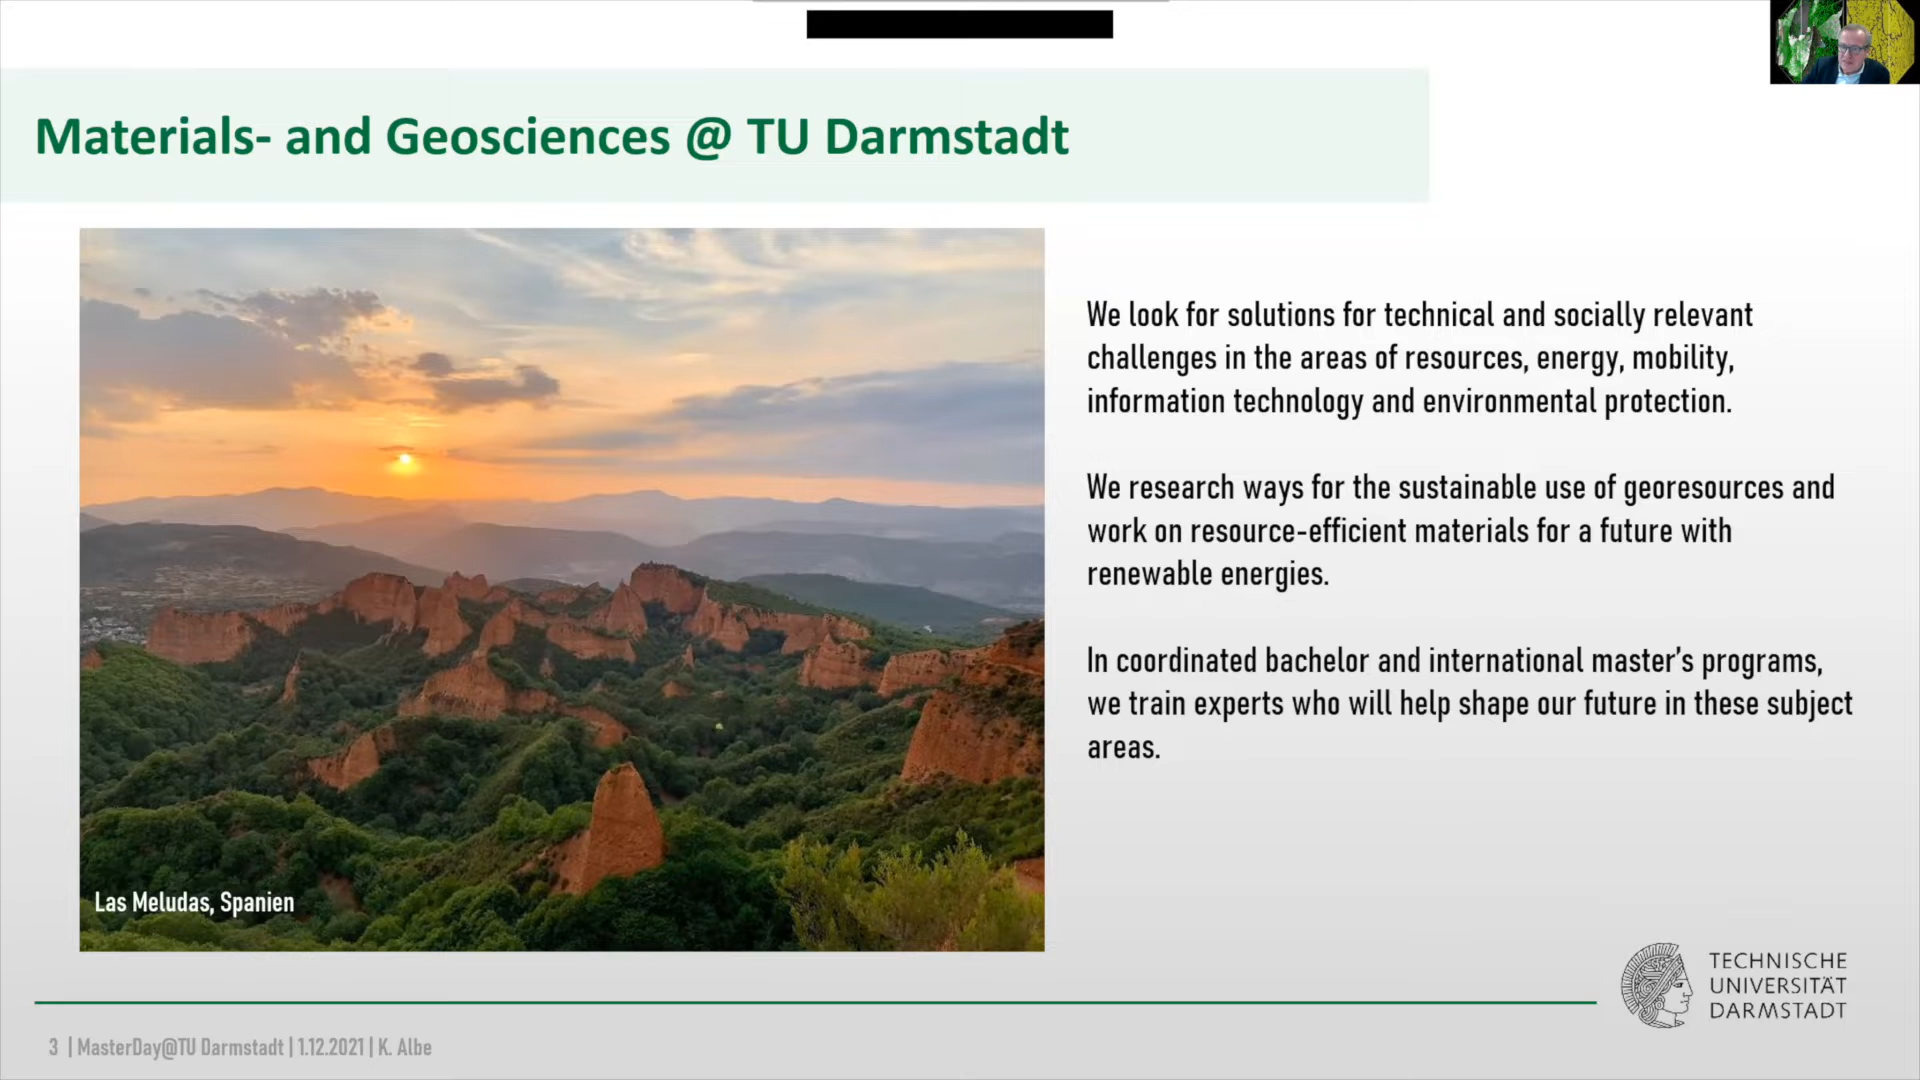 Materials- and Geosciences @ TU Darmstadt
We look for solutions for technical and socially relevant
challenges in the areas of resources, energy, mobility,
information technology and environmental protection.
We research ways for the sustainable use of georesources and
work on resource-efficient materials for a future with
renewable energies.
In coordinated bachelor and international master's programs,
we train experts who will help shape our future in these subject
areas.
Las Meludas, Spanien
TECHNISCHE
UNIVERSITÄT
DARMSTADT
3 | MasterDay@TU Darmstadt | 1.12.2021 | K. Albe